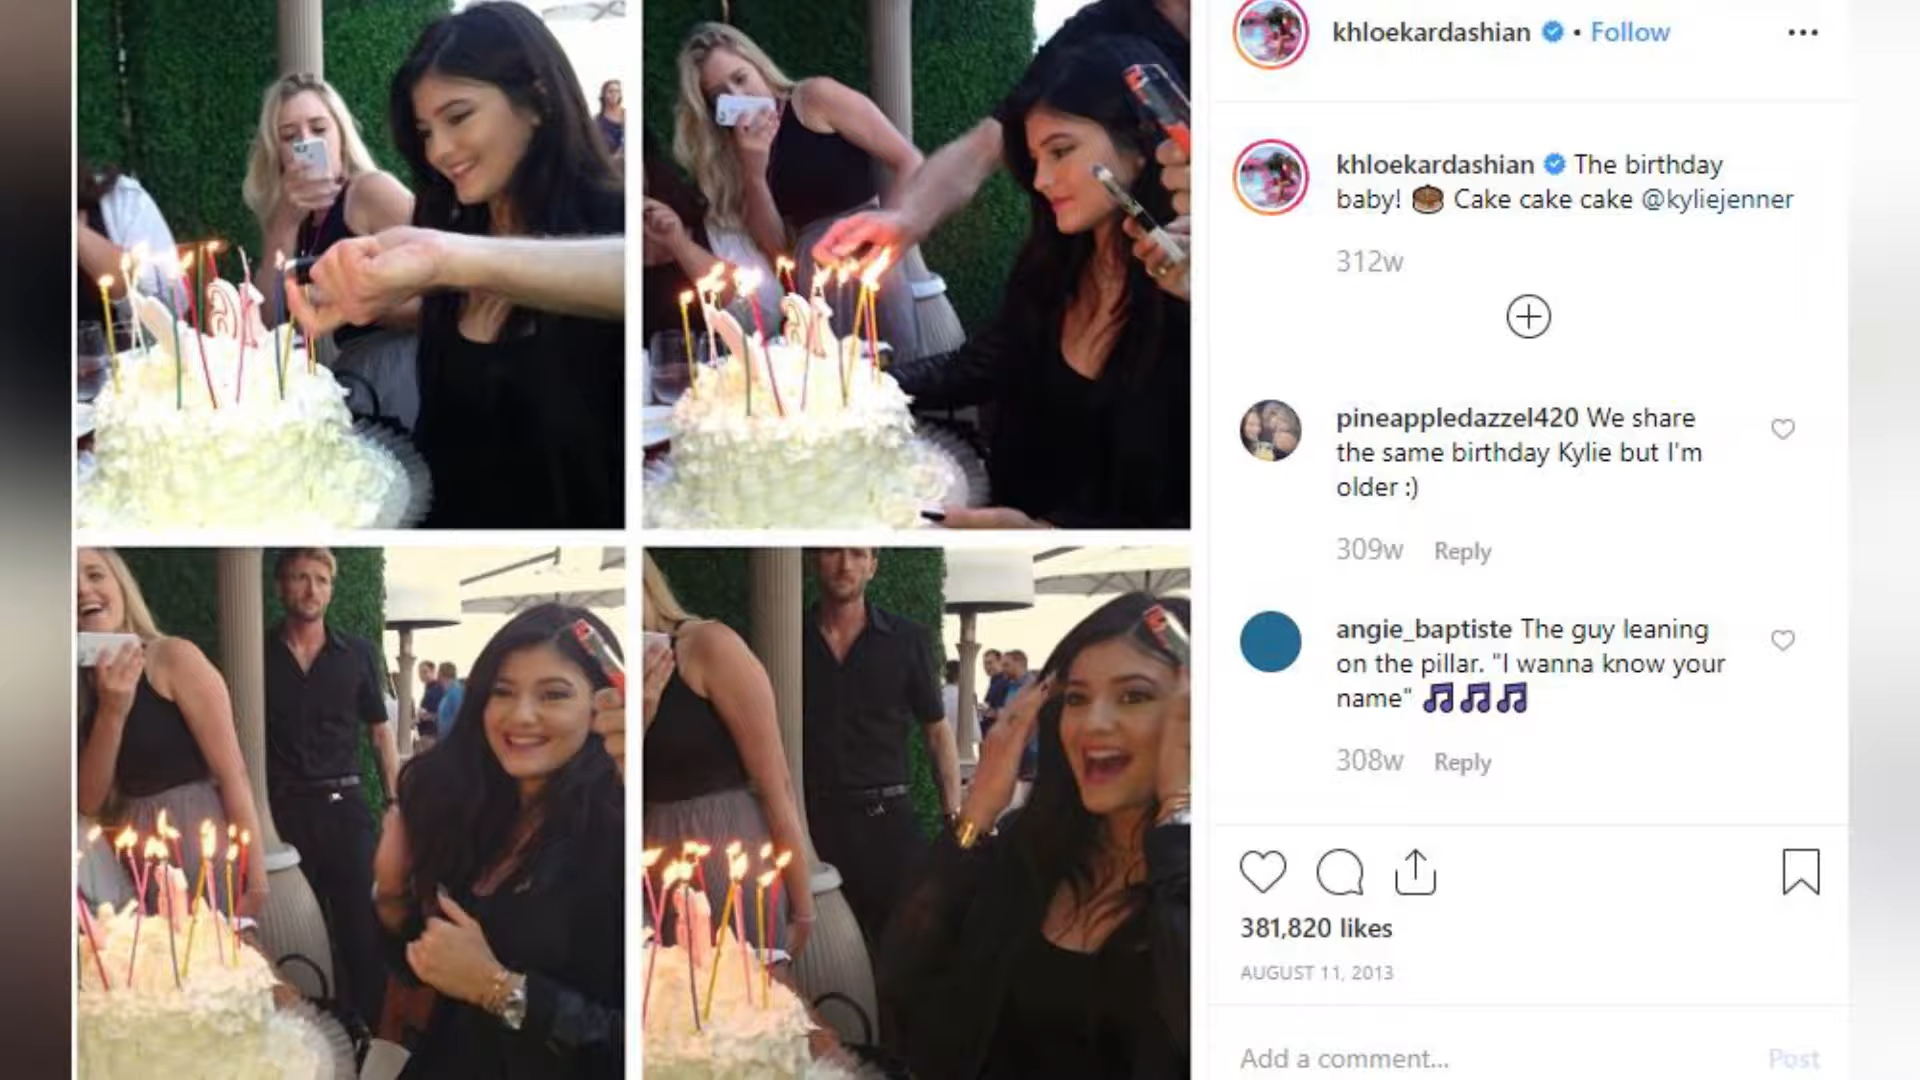 khloekardashian • Follow
khloekardashian The birthday
baby! Cake cake cake @kyliejenner
312w
pineappledazzel420 We share
the same birthday Kylie but I'm
older :)
309w Reply
angie_baptiste The guy leaning
on the pillar. "I wanna know your
name" 🎵🎵🎵
308w Reply
381,820 likes
AUGUST 11, 2013
Add a comment... Post